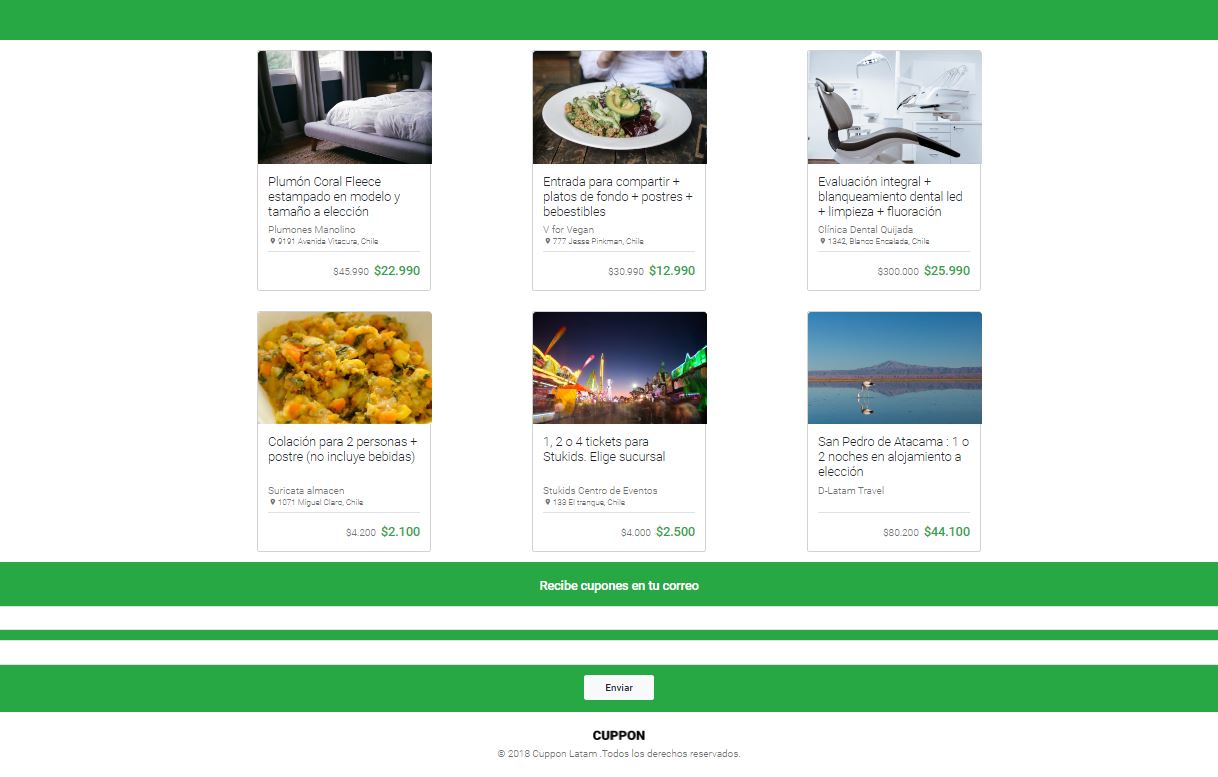 Plumón Coral Fleece
estampado en modelo y
tamaño a elección
Plumones Manolino
9191 Avenida Vitacura, Chile
$45.990 $22.990
Entrada para compartir +
platos de fondo + postres +
bebestibles
V for Vegan
777 Jesse Pinkman, Chile
$30.990 $12.990
Evaluación integral +
blanqueamiento dental led
+ limpieza + fluoración
Clínica Dental Quijada
1342, Blanco Encalada, Chile
$300.000 $25.990
Colación para 2 personas +
postre (no incluye bebidas)
Suricata almacen
1071 Miguel Claro, Chile
$4.200 $2.100
1, 2 o 4 tickets para
Stukids. Elige sucursal
Stukids Centro de Eventos
133 El tranque, Chile
$4.000 $2.500
San Pedro de Atacama : 1 o
2 noches en alojamiento a
elección
D-Latam Travel
$80.200 $44.100
Recibe cupones en tu correo
Enviar
CUPPON
© 2018 Cuppon Latam .Todos los derechos reservados.